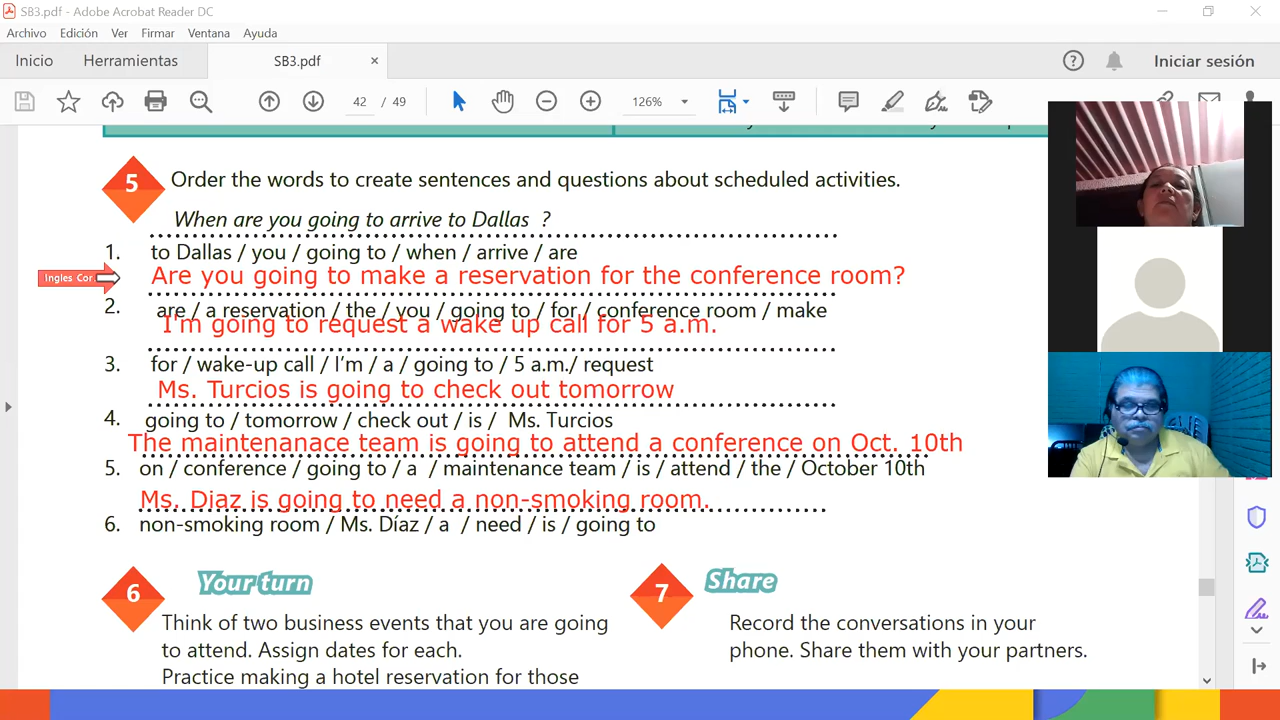 SB3.pdf - Adobe Acrobat Reader DC
Archivo Edición Ver Firmar Ventana Ayuda
Inicio Herramientas SB3.pdf × Iniciar sesión
42 / 49 126%
5 Order the words to create sentences and questions about scheduled activities.
When are you going to arrive to Dallas ?
1. to Dallas / you / going to / when / arrive / are
Ingles Cor
Are you going to make a reservation for the conference room?
2. are / a reservation / the / you / going to / for / conference room / make
I'm going to request a wake up call for 5 a.m.
3. for / wake-up call / I'm / a / going to / 5 a.m./ request
Ms. Turcios is going to check out tomorrow
4. going to / tomorrow / check out / is / Ms. Turcios
The maintenanace team is going to attend a conference on Oct. 10th
5. on / conference / going to / a / maintenance team / is / attend / the / October 10th
Ms. Diaz is going to need a non-smoking room.
6. non-smoking room / Ms. Díaz / a / need / is / going to
6 Your turn
Think of two business events that you are going
to attend. Assign dates for each.
Practice making a hotel reservation for those
7 Share
Record the conversations in your
phone. Share them with your partners.